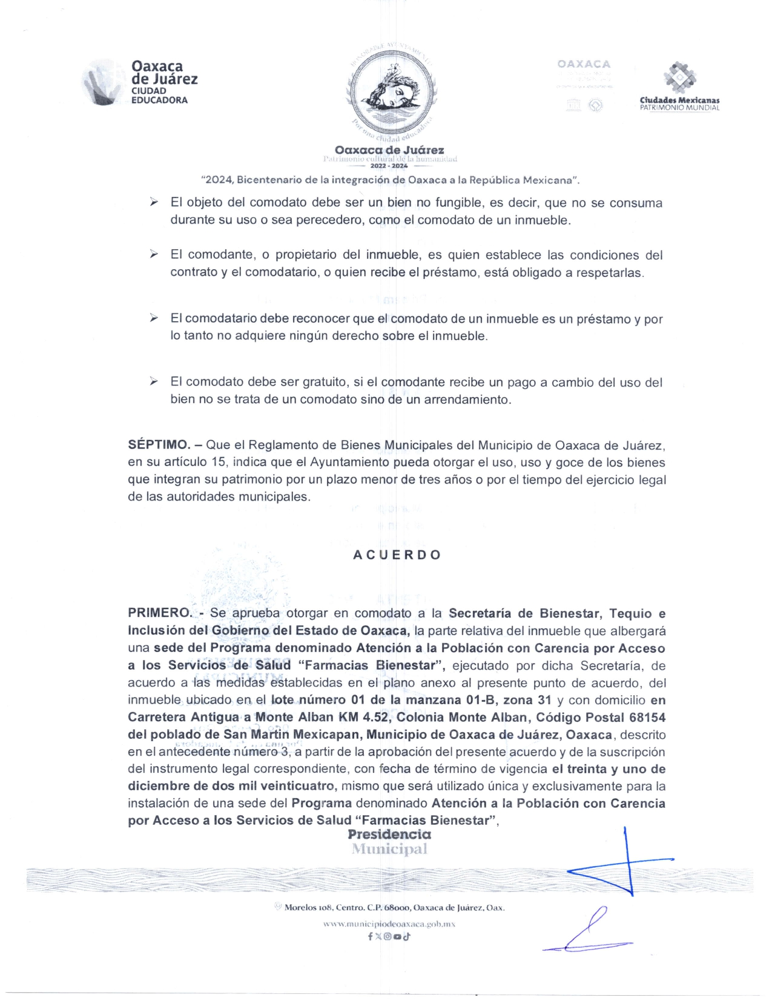 Oaxaca
de Juárez
CIUDAD
EDUCADORA
HONORABLE AYUNTAMIENTO
Por una ciudad educadora
Oaxaca de Juárez
Patrimonio cultural de la humanidad
2022 - 2024
OAXACA
Ciudades Mexicanas
PATRIMONIO MUNDIAL
"2024, Bicentenario de la integración de Oaxaca a la República Mexicana".
➢ El objeto del comodato debe ser un bien no fungible, es decir, que no se consuma
durante su uso o sea perecedero, como el comodato de un inmueble.
➢ El comodante, o propietario del inmueble, es quien establece las condiciones del
contrato y el comodatario, o quien recibe el préstamo, está obligado a respetarlas.
➢ El comodatario debe reconocer que el comodato de un inmueble es un préstamo y por
lo tanto no adquiere ningún derecho sobre el inmueble.
➢ El comodato debe ser gratuito, si el comodante recibe un pago a cambio del uso del
bien no se trata de un comodato sino de un arrendamiento.
SÉPTIMO. – Que el Reglamento de Bienes Municipales del Municipio de Oaxaca de Juárez,
en su artículo 15, indica que el Ayuntamiento pueda otorgar el uso, uso y goce de los bienes
que integran su patrimonio por un plazo menor de tres años o por el tiempo del ejercicio legal
de las autoridades municipales.
A C U E R D O
PRIMERO. - Se aprueba otorgar en comodato a la Secretaría de Bienestar, Tequio e
Inclusión del Gobierno del Estado de Oaxaca, la parte relativa del inmueble que albergará
una sede del Programa denominado Atención a la Población con Carencia por Acceso
a los Servicios de Salud “Farmacias Bienestar”, ejecutado por dicha Secretaría, de
acuerdo a las medidas establecidas en el plano anexo al presente punto de acuerdo, del
inmueble ubicado en el lote número 01 de la manzana 01-B, zona 31 y con domicilio en
Carretera Antigua a Monte Alban KM 4.52, Colonia Monte Alban, Código Postal 68154
del poblado de San Martin Mexicapan, Municipio de Oaxaca de Juárez, Oaxaca, descrito
en el antecedente número 3, a partir de la aprobación del presente acuerdo y de la suscripción
del instrumento legal correspondiente, con fecha de término de vigencia el treinta y uno de
diciembre de dos mil veinticuatro, mismo que será utilizado única y exclusivamente para la
instalación de una sede del Programa denominado Atención a la Población con Carencia
por Acceso a los Servicios de Salud “Farmacias Bienestar”,
Presidencia
Municipal
Morelos 108, Centro. C.P. 68000, Oaxaca de Juárez, Oax.
www.municipiodeoaxaca.gob.mx